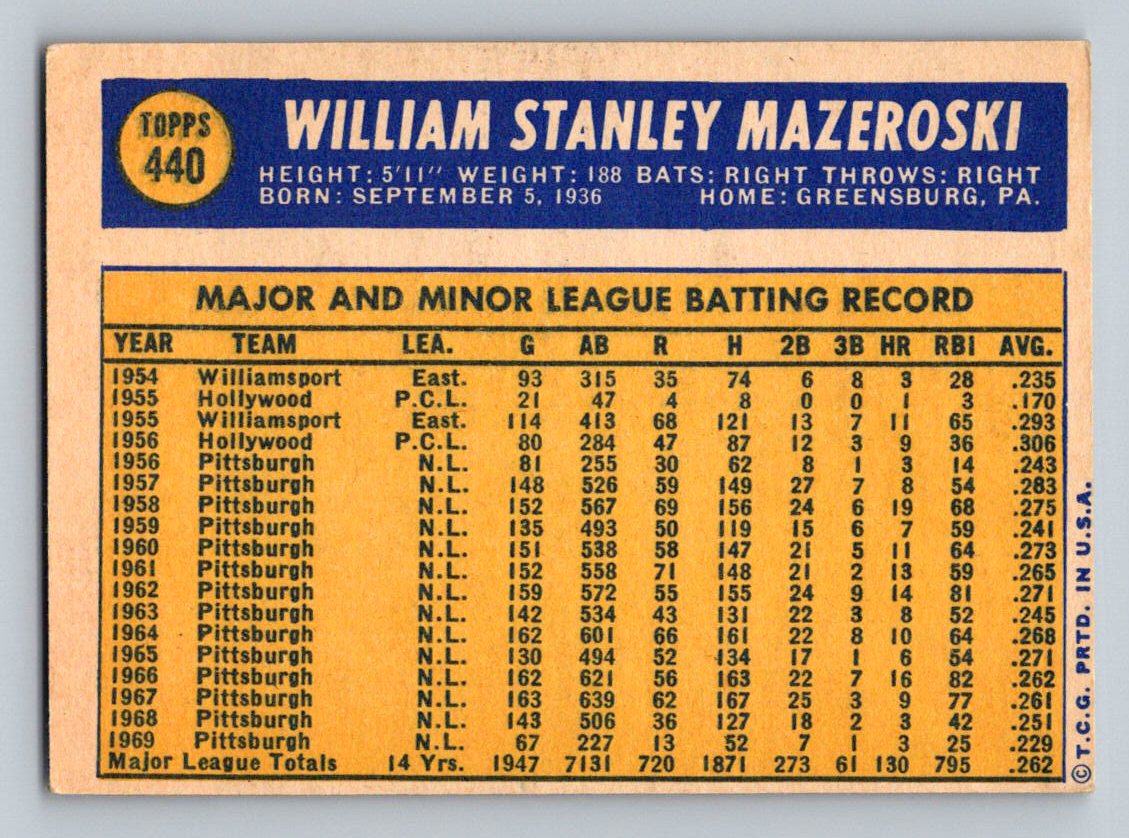 TOPPS
440
WILLIAM STANLEY MAZEROSKI
HEIGHT: 5'11" WEIGHT: 188 BATS: RIGHT THROWS: RIGHT
BORN: SEPTEMBER 5, 1936 HOME: GREENSBURG, PA.
MAJOR AND MINOR LEAGUE BATTING RECORD
YEAR TEAM LEA. G AB R H 2B 3B HR RBI AVG.
1954 Williamsport East. 93 315 35 74 6 8 3 28 .235
1955 Hollywood P.C.L. 21 47 4 8 0 0 1 3 .170
1955 Williamsport East. 114 413 68 121 13 7 11 65 .293
1956 Hollywood P.C.L. 80 284 47 87 12 3 9 36 .306
1956 Pittsburgh N.L. 81 255 30 62 8 1 3 14 .243
1957 Pittsburgh N.L. 148 526 59 149 27 7 8 54 .283
1958 Pittsburgh N.L. 152 567 69 156 24 6 19 68 .275
1959 Pittsburgh N.L. 135 493 50 119 15 6 7 59 .241
1960 Pittsburgh N.L. 151 538 58 147 21 5 11 64 .273
1961 Pittsburgh N.L. 152 558 71 148 21 2 13 59 .265
1962 Pittsburgh N.L. 159 572 55 155 24 9 14 81 .271
1963 Pittsburgh N.L. 142 534 43 131 22 3 8 52 .245
1964 Pittsburgh N.L. 162 601 66 161 22 8 10 64 .268
1965 Pittsburgh N.L. 130 494 52 134 17 1 6 54 .271
1966 Pittsburgh N.L. 162 621 56 163 22 7 16 82 .262
1967 Pittsburgh N.L. 163 639 62 167 25 3 9 77 .261
1968 Pittsburgh N.L. 143 506 36 127 18 2 3 42 .251
1969 Pittsburgh N.L. 67 227 13 52 7 1 3 25 .229
Major League Totals 14 Yrs. 1947 7131 720 1871 273 61 130 795 .262
© T.C.G. PRTD. IN U.S.A.